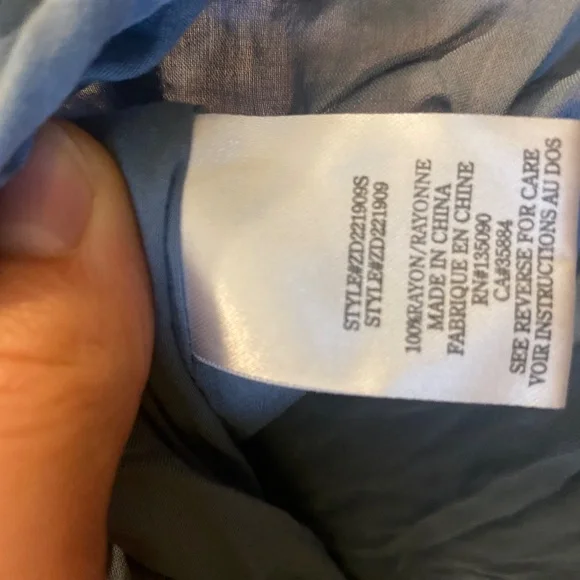 STYLE#ZD221909S
STYLE#ZD221909
100%RAYON/RAYONNE
MADE IN CHINA
FABRIQUE EN CHINE
RN#135090
CA#35884
SEE REVERSE FOR CARE
VOIR INSTRUCTIONS AU DOS